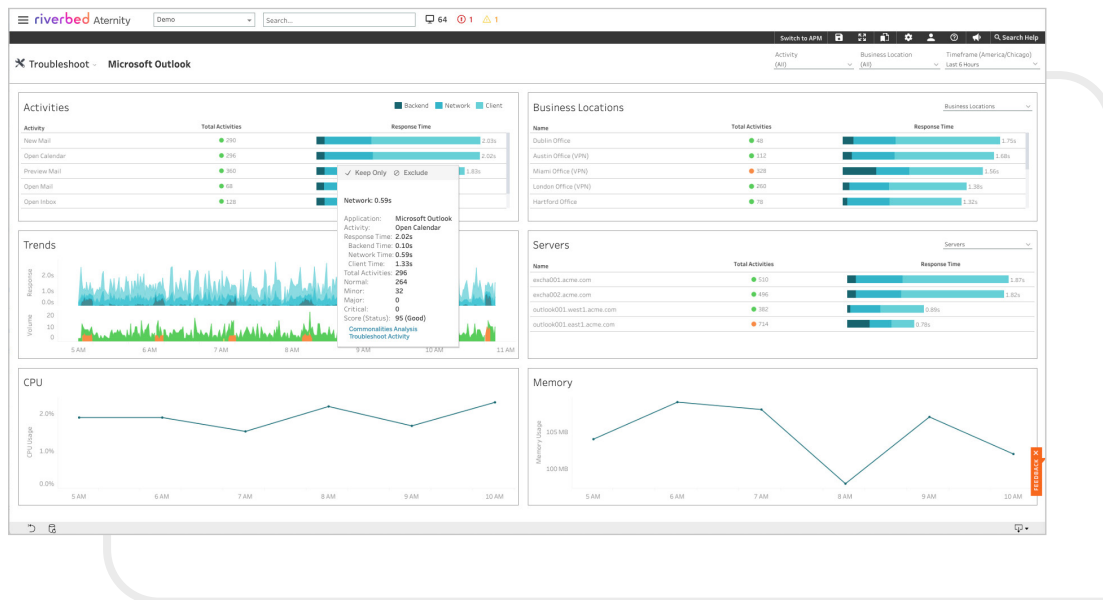 riverbed Aternity
Demo
Search...
64
1
1
Switch to APM
Search Help
Troubleshoot
Microsoft Outlook
Activity
(All)
Business Location
(All)
Timeframe (America/Chicago)
Last 6 Hours
Activities
Backend Network Client
Activity Total Activities Response Time
New Mail 290 2.03s
Open Calendar 296 2.02s
Preview Mail 360 1.83s
Open Mail 68
Open Inbox 128
Keep Only Exclude
Network: 0.59s
Application: Microsoft Outlook
Activity: Open Calendar
Response Time: 2.02s
Backend Time: 0.10s
Network Time: 0.59s
Client Time: 1.33s
Total Activities: 296
Normal: 264
Minor: 32
Major: 0
Critical: 0
Score (Status): 95 (Good)
Commonalities Analysis
Troubleshoot Activity
Business Locations
Business Locations
Name Total Activities Response Time
Dublin Office 48 1.75s
Austin Office (VPN) 112 1.68s
Miami Office (VPN) 328 1.56s
London Office (VPN) 260 1.38s
Hartford Office 78 1.32s
Trends
Response
2.0s
1.0s
0.0s
Volume
20
10
0
5 AM 6 AM 7 AM 8 AM 9 AM 10 AM 11 AM
Servers
Servers
Name Total Activities Response Time
excha001.acme.com 510 1.87s
excha002.acme.com 496 1.82s
outlook001.west1.acme.com 382 0.89s
outlook001.east1.acme.com 714 0.78s
CPU
CPU Usage
2.0%
1.0%
0.0%
5 AM 6 AM 7 AM 8 AM 9 AM 10 AM
Memory
Memory Usage
105 MB
100 MB
5 AM 6 AM 7 AM 8 AM 9 AM 10 AM
FEEDBACK